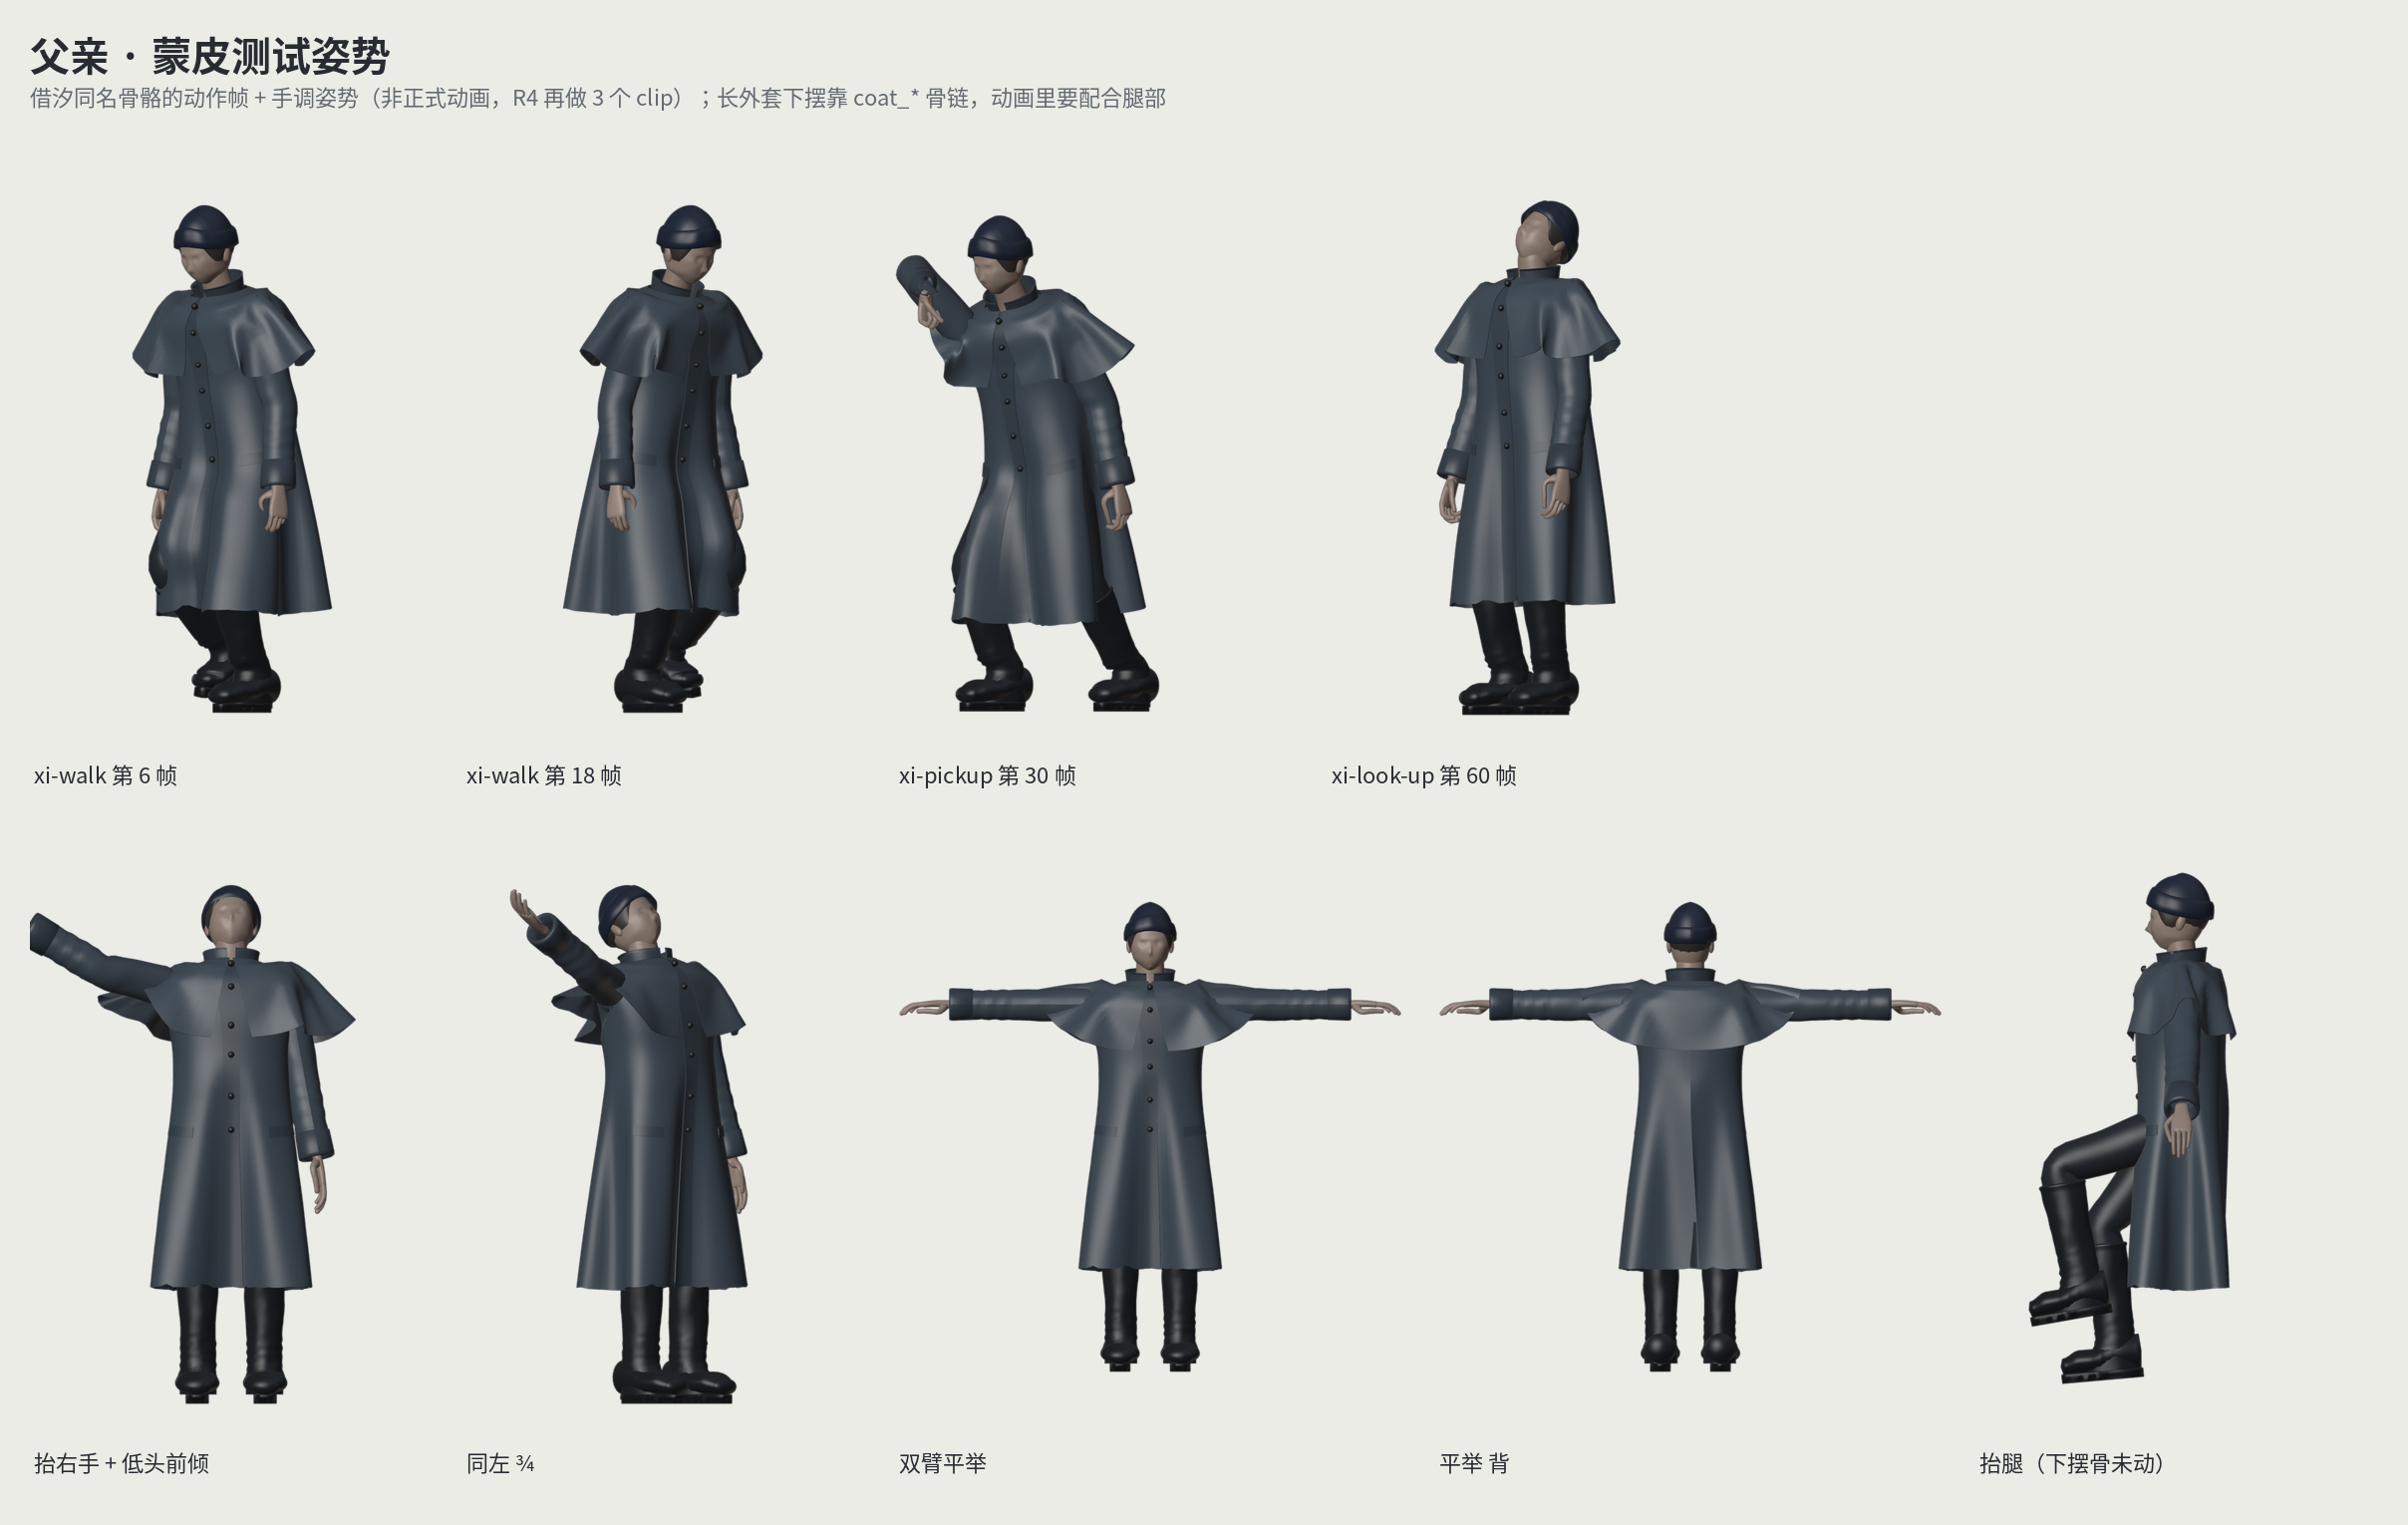 父亲 · 蒙皮测试姿势
借汐同名骨骼的动作帧 + 手调姿势（非正式动画，R4 再做 3 个 clip）；长外套下摆靠 coat_* 骨链，动画里要配合腿部
xi-walk 第 6 帧
xi-walk 第 18 帧
xi-pickup 第 30 帧
xi-look-up 第 60 帧
抬右手 + 低头前倾
同左 ¾
双臂平举
平举 背
抬腿（下摆骨未动）